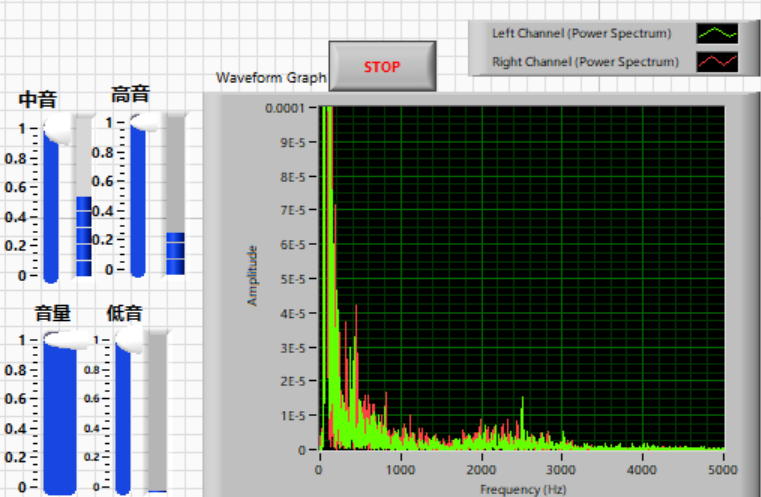 Left Channel (Power Spectrum)
Right Channel (Power Spectrum)
STOP
Waveform Graph
中音
高音
1
0.8
0.6
0.4
0.2
0
1
0.8
0.6
0.4
0.2
0
音量
低音
1
0.8
0.6
0.4
0.2
0
1
0.8
0.6
0.4
0.2
0
Amplitude
0.0001
9E-5
8E-5
7E-5
6E-5
5E-5
4E-5
3E-5
2E-5
1E-5
0
0 1000 2000 3000 4000 5000
Frequency (Hz)